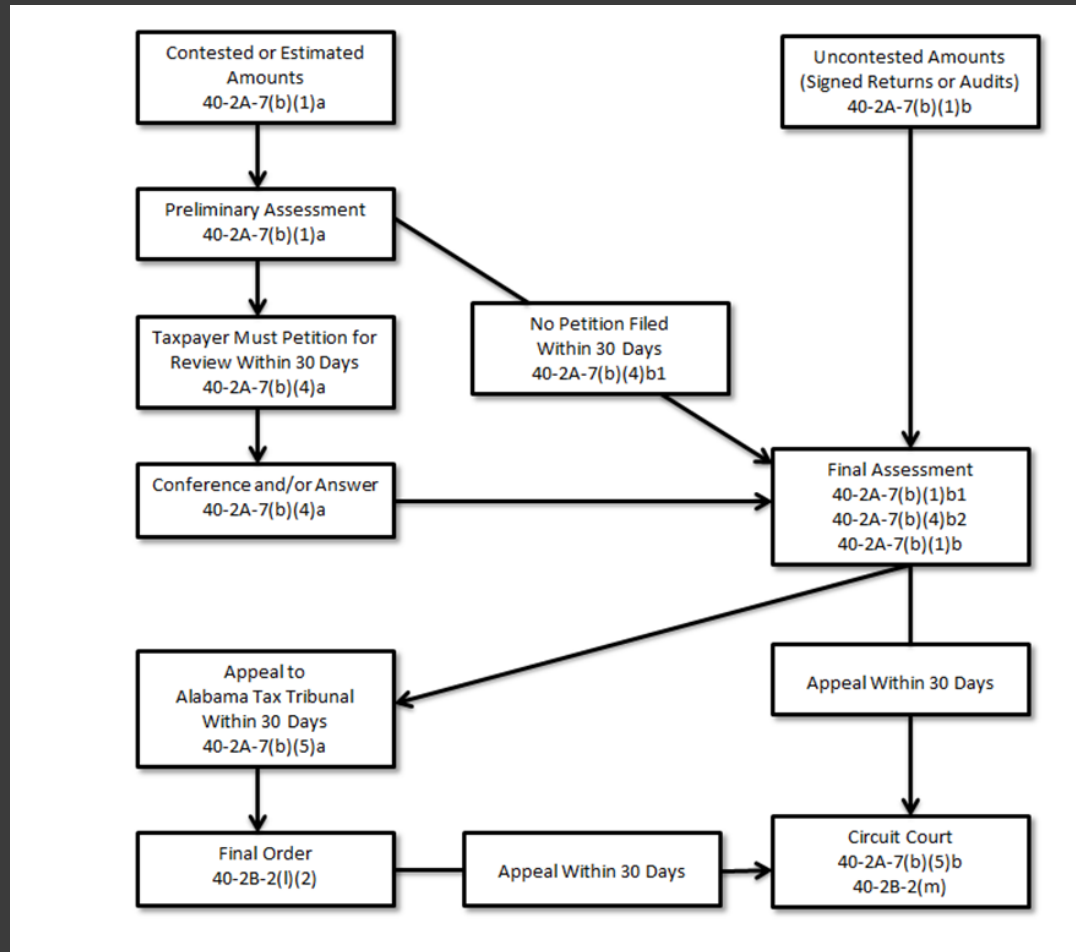 Contested or Estimated
Amounts
40-2A-7(b)(1)a
Uncontested Amounts
(Signed Returns or Audits)
40-2A-7(b)(1)b
Preliminary Assessment
40-2A-7(b)(1)a
No Petition Filed
Within 30 Days
40-2A-7(b)(4)b1
Taxpayer Must Petition for
Review Within 30 Days
40-2A-7(b)(4)a
Conference and/or Answer
40-2A-7(b)(4)a
Final Assessment
40-2A-7(b)(1)b1
40-2A-7(b)(4)b2
40-2A-7(b)(1)b
Appeal to
Alabama Tax Tribunal
Within 30 Days
40-2A-7(b)(5)a
Appeal Within 30 Days
Final Order
40-2B-2(l)(2)
Appeal Within 30 Days
Circuit Court
40-2A-7(b)(5)b
40-2B-2(m)